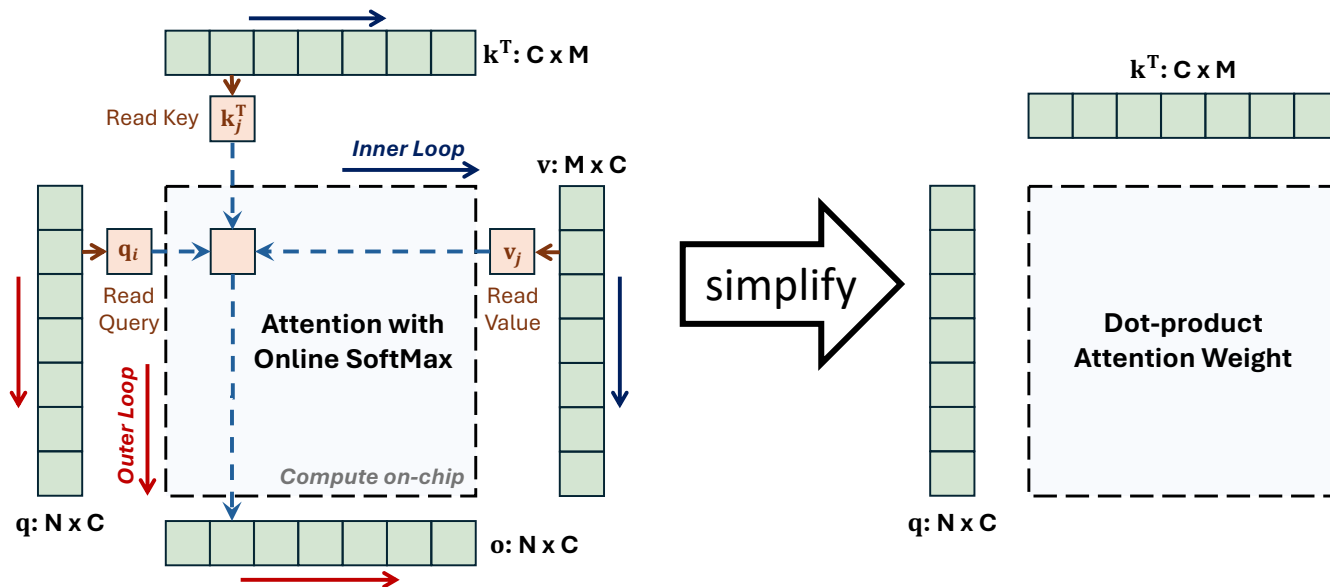 kᵀ: C x M
Read Key
kⱼᵀ
Inner Loop
v: M x C
qᵢ
vⱼ
Read
Query
Read
Value
Attention with
Online SoftMax
Outer Loop
Compute on-chip
q: N x C
o: N x C
simplify
kᵀ: C x M
Dot-product
Attention Weight
q: N x C